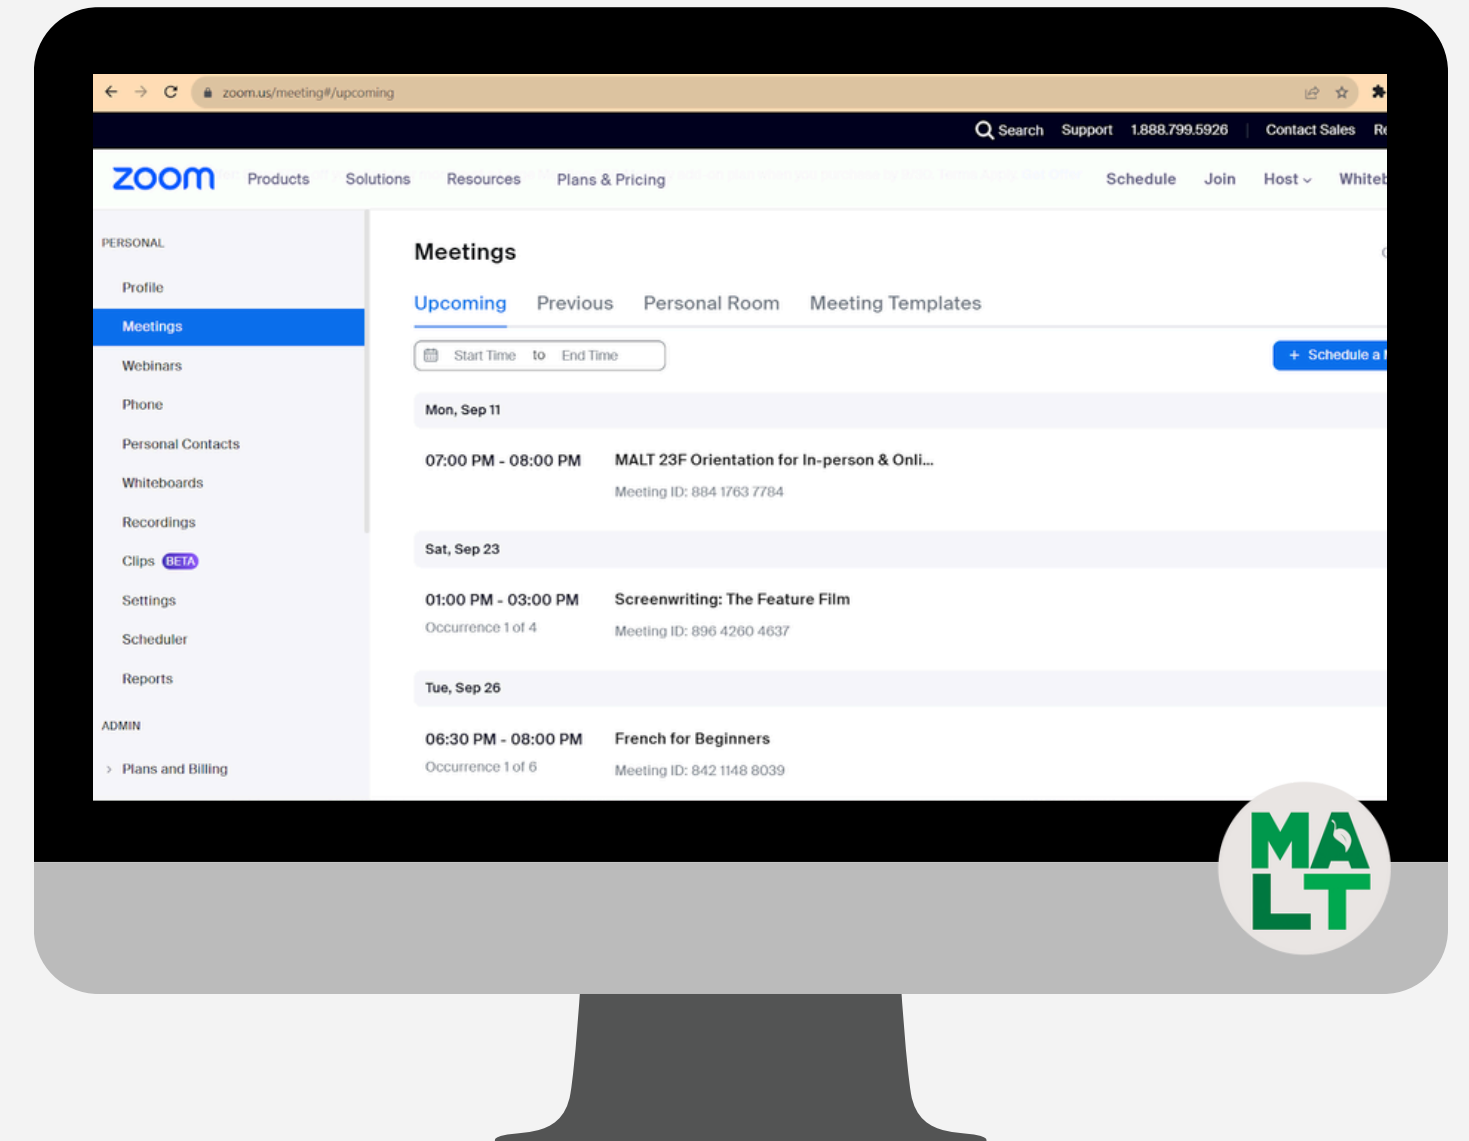 zoom.us/meeting#/upcoming
Search Support 1.888.799.5926 Contact Sales
zoom Products Solutions Resources Plans & Pricing Schedule Join Host
PERSONAL
Profile
Meetings
Webinars
Phone
Personal Contacts
Whiteboards
Recordings
Clips BETA
Settings
Scheduler
Reports
ADMIN
Plans and Billing
Meetings
Upcoming Previous Personal Room Meeting Templates
Start Time to End Time
+ Schedule a
Mon, Sep 11
07:00 PM - 08:00 PM MALT 23F Orientation for In-person & Onli...
Meeting ID: 884 1763 7784
Sat, Sep 23
01:00 PM - 03:00 PM Screenwriting: The Feature Film
Occurrence 1 of 4 Meeting ID: 896 4260 4637
Tue, Sep 26
06:30 PM - 08:00 PM French for Beginners
Occurrence 1 of 6 Meeting ID: 842 1148 8039
MA
LT